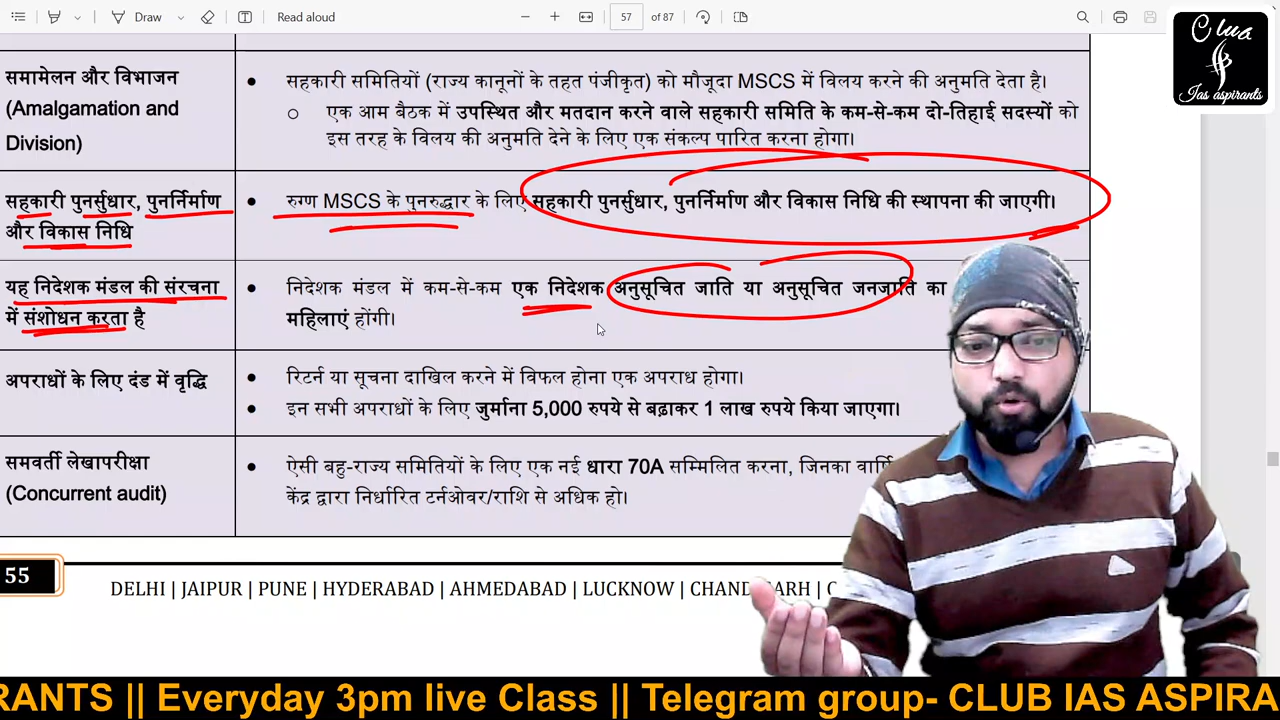 Draw
Read aloud
57 of 87
Club
Ias aspirants
समामेलन और विभाजन
(Amalgamation and
Division)
सहकारी समितियों (राज्य कानूनों के तहत पंजीकृत) को मौजूदा MSCS में विलय करने की अनुमति देता है।
एक आम बैठक में उपस्थित और मतदान करने वाले सहकारी समिति के कम-से-कम दो-तिहाई सदस्यों को
इस तरह के विलय की अनुमति देने के लिए एक संकल्प पारित करना होगा।
सहकारी पुनर्सुधार, पुनर्निर्माण
और विकास निधि
रुग्ण MSCS के पुनरुद्धार के लिए सहकारी पुनर्सुधार, पुनर्निर्माण और विकास निधि की स्थापना की जाएगी।
यह निदेशक मंडल की संरचना
में संशोधन करता है
निदेशक मंडल में कम-से-कम एक निदेशक अनुसूचित जाति या अनुसूचित जनजाति का
महिलाएं होंगी।
अपराधों के लिए दंड में वृद्धि
रिटर्न या सूचना दाखिल करने में विफल होना एक अपराध होगा।
इन सभी अपराधों के लिए जुर्माना 5,000 रुपये से बढ़ाकर 1 लाख रुपये किया जाएगा।
समवर्ती लेखापरीक्षा
(Concurrent audit)
ऐसी बहु-राज्य समितियों के लिए एक नई धारा 70A सम्मिलित करना, जिनका
केंद्र द्वारा निर्धारित टर्नओवर/राशि से अधिक हो।
55
DELHI | JAIPUR | PUNE | HYDERABAD | AHMEDABAD | LUCKNOW |
RANTS || Everyday 3pm live Class || Telegram group- CLUB IAS ASPIRA